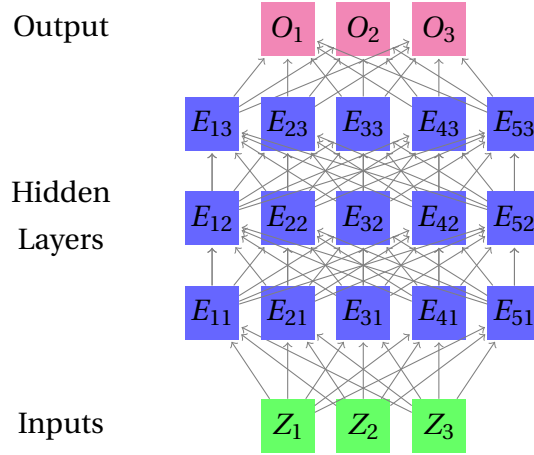 Output O₁ O₂ O₃
E₁₃ E₂₃ E₃₃ E₄₃ E₅₃
Hidden
Layers
E₁₂ E₂₂ E₃₂ E₄₂ E₅₂
E₁₁ E₂₁ E₃₁ E₄₁ E₅₁
Inputs Z₁ Z₂ Z₃